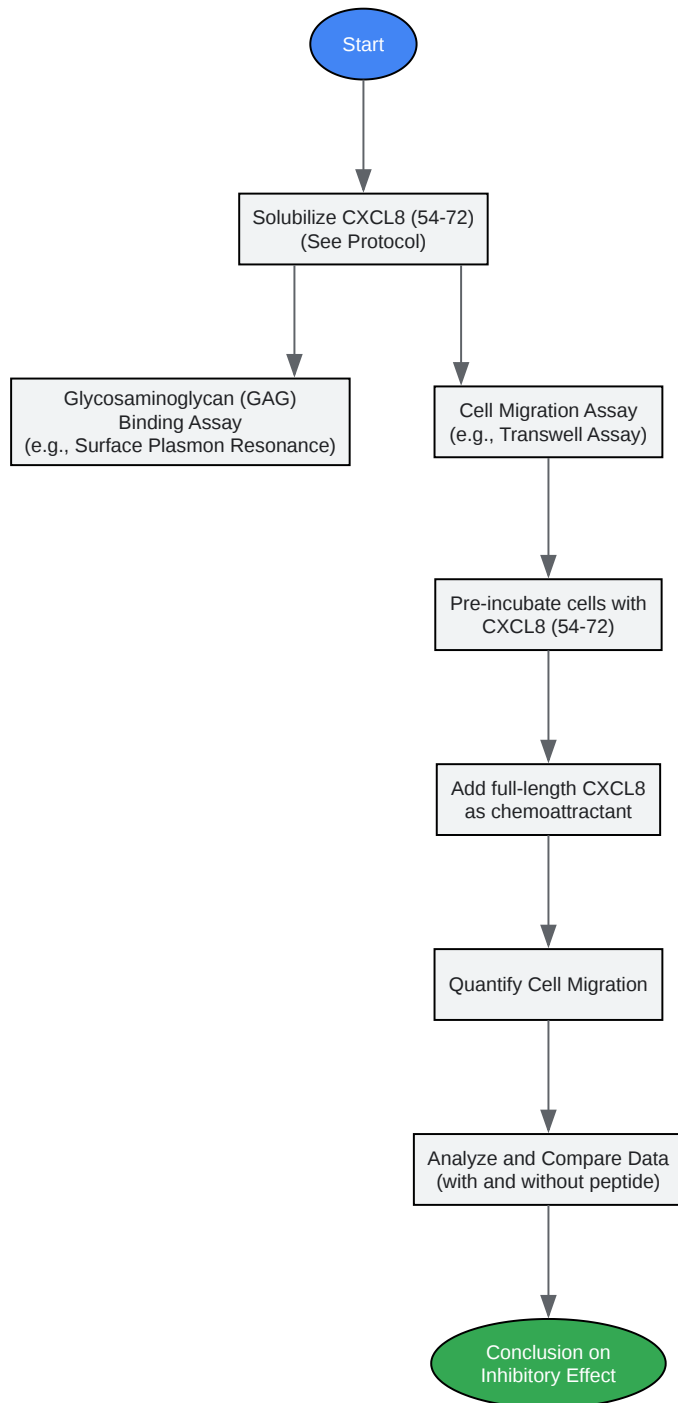 Start
Solubilize CXCL8 (54-72)
(See Protocol)
Glycosaminoglycan (GAG)
Binding Assay
(e.g., Surface Plasmon Resonance)
Cell Migration Assay
(e.g., Transwell Assay)
Pre-incubate cells with
CXCL8 (54-72)
Add full-length CXCL8
as chemoattractant
Quantify Cell Migration
Analyze and Compare Data
(with and without peptide)
Conclusion on
Inhibitory Effect